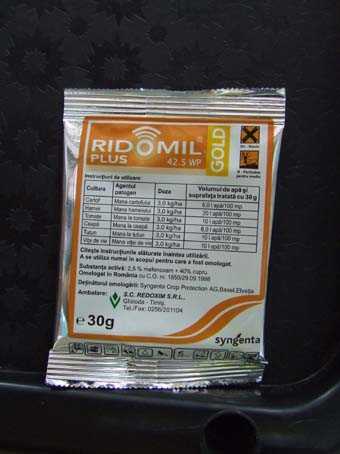 RIDOMIL®
PLUS
42.5 WP
GOLD
Xn - Nociv
N - Periculos
pentru mediu
Instrucțiuni de utilizare:
Cultura Agentul patogen Doza Volumul de apă și suprafața tratată cu 30 g
Cartof Mana cartofului 3,0 kg/ha 6,0 l apă/100 mp
Hamei Mana hameiului 3,0 kg/ha 20 l apă/100 mp
Tomate Mana la tomate 3,0 kg/ha 10 l apă/100 mp
Ceapă Mana la ceapă 3,0 kg/ha 6,0 l apă/100 mp
Tutun Mana la tutun 3,0 kg/ha 10 l apă/100 mp
Vița de vie Mana viței de vie 3,0 kg/ha 10 l apă/100 mp
Citește instrucțiunile alăturate înaintea utilizării.
A se utiliza numai în scopul pentru care a fost omologat.
Substanța activă: 2,5 % mefenoxam + 40% cupru.
Omologat în România cu C.O. nr. 1850/29.09.1998
Deținătorul omologării: Syngenta Crop Protection AG,Basel,Elveția
Ambalare:
S.C. REDOXIM S.R.L.,
Ghiroda - Timiș,
Tel./Fax: 0256/201104
e 30g
syngenta